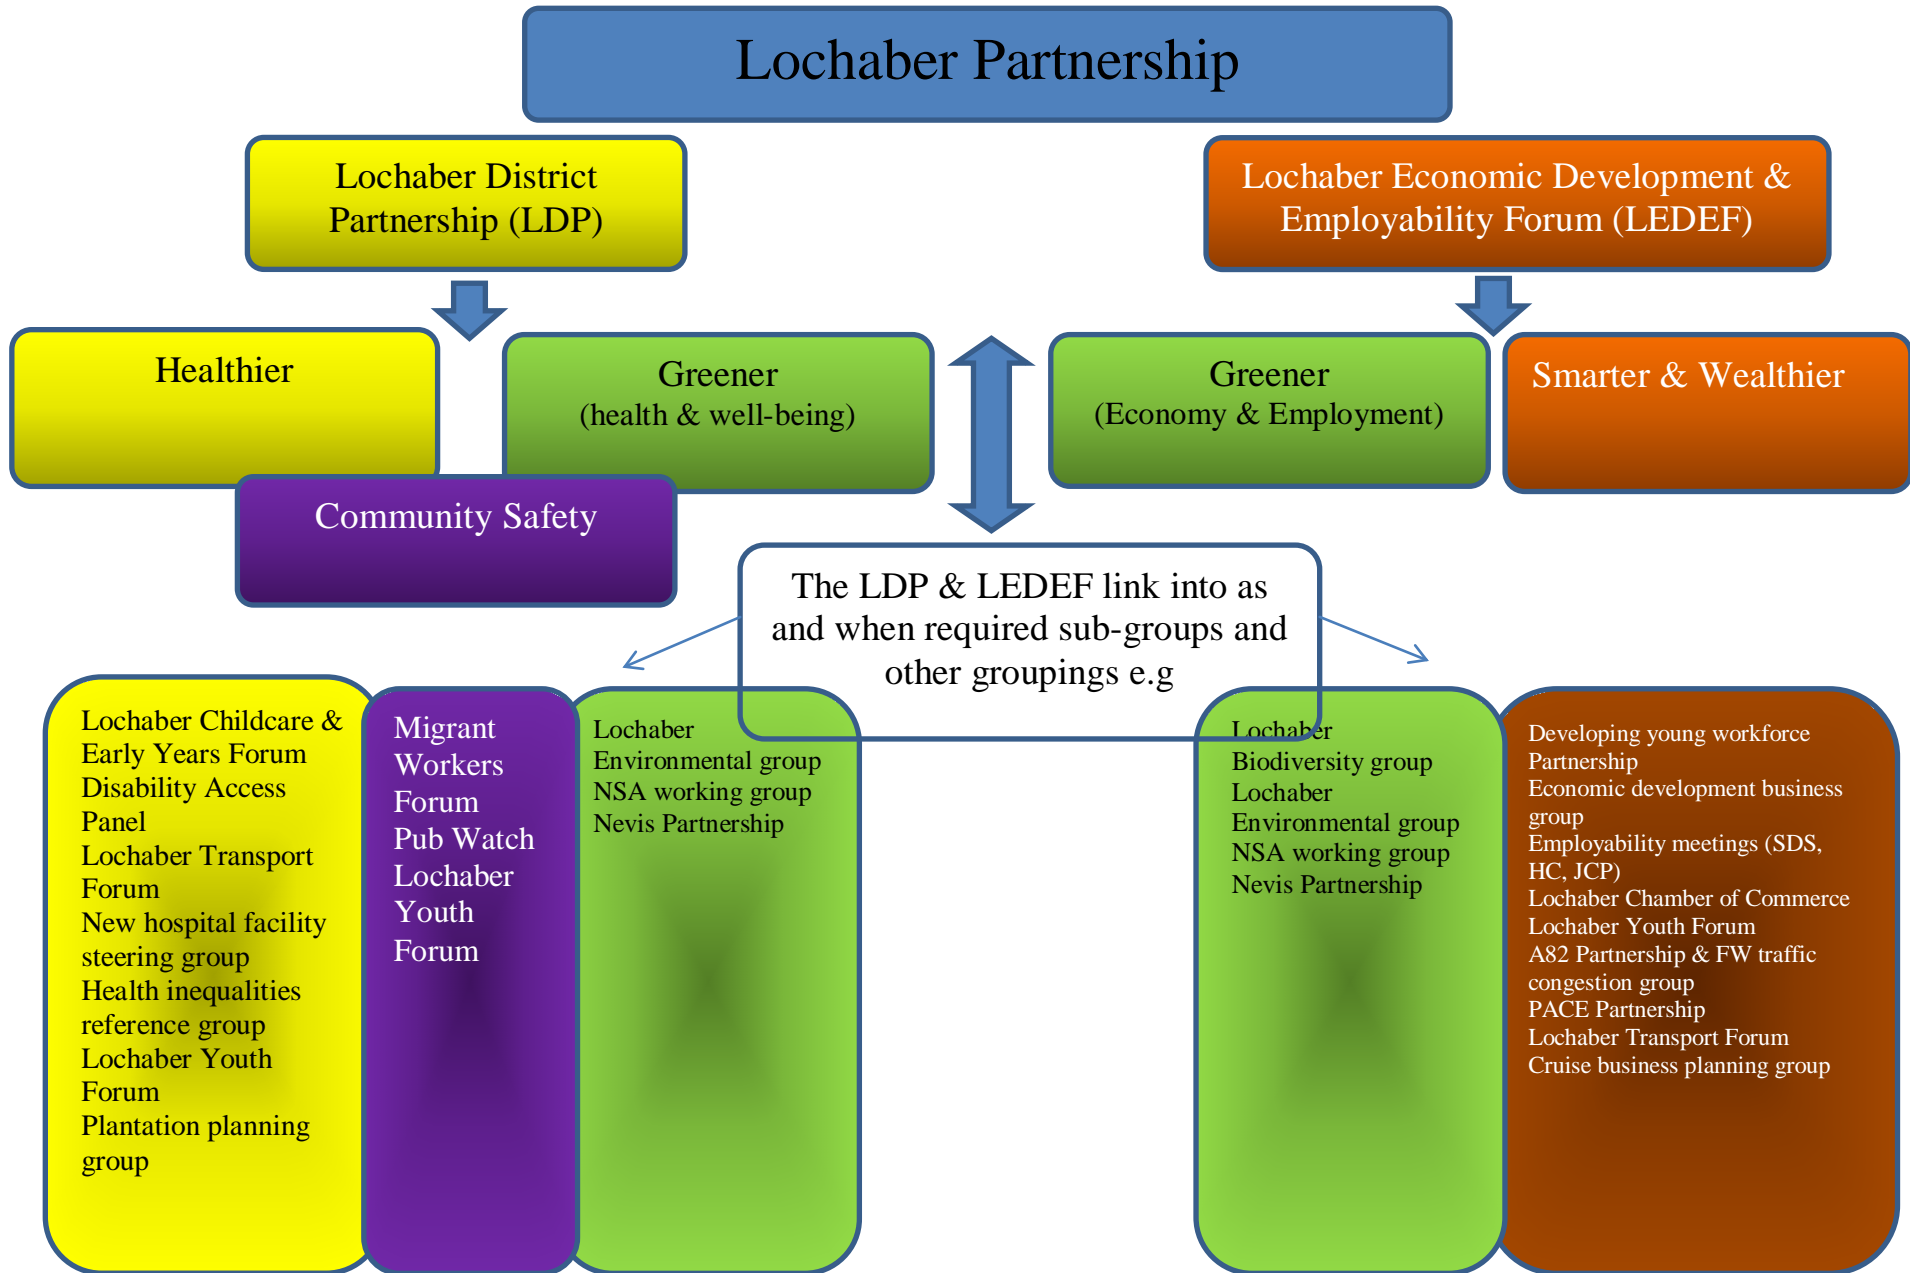 Lochaber Partnership
Lochaber District
Partnership (LDP)
Lochaber Economic Development &
Employability Forum (LEDEF)
Healthier
Greener
(health & well-being)
Greener
(Economy & Employment)
Smarter & Wealthier
Community Safety
The LDP & LEDEF link into as
and when required sub-groups and
other groupings e.g
Lochaber Childcare &
Early Years Forum
Disability Access
Panel
Lochaber Transport
Forum
New hospital facility
steering group
Health inequalities
reference group
Lochaber Youth
Forum
Plantation planning
group
Migrant
Workers
Forum
Pub Watch
Lochaber
Youth
Forum
Lochaber
Environmental group
NSA working group
Nevis Partnership
Lochaber
Biodiversity group
Lochaber
Environmental group
NSA working group
Nevis Partnership
Developing young workforce
Partnership
Economic development business
group
Employability meetings (SDS,
HC, JCP)
Lochaber Chamber of Commerce
Lochaber Youth Forum
A82 Partnership & FW traffic
congestion group
PACE Partnership
Lochaber Transport Forum
Cruise business planning group